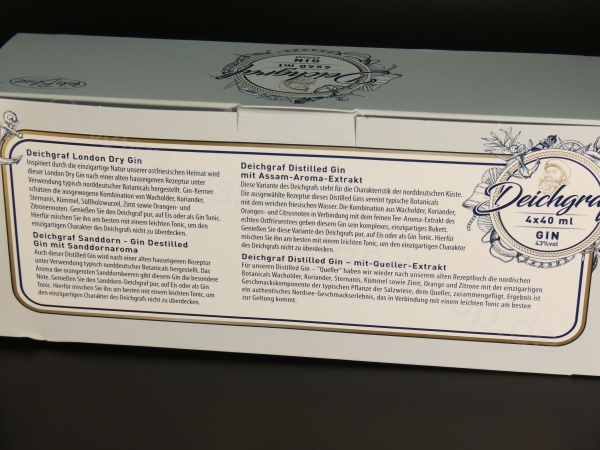 Deichgraf
4x40 ml
GIN
Deichgraf London Dry Gin
Inspiriert durch die einzigartige Natur unserer ostfriesischen Heimat wird
dieser London Dry Gin nach einer alten hauseigenen Rezeptur unter
Verwendung typisch norddeutscher Botanicals hergestellt. Gin-Kenner
schätzen die ausgewogene Kombination von Wacholder, Koriander,
Sternanis, Kümmel, Süßholzwurzel, Zimt sowie Orangen- und
Zitronennoten. Genießen Sie den Deichgraf pur, auf Eis oder als Gin Tonic.
Hierfür mischen Sie ihn am besten mit einem leichten Tonic, um den
einzigartigen Charakter des Deichgrafs nicht zu überdecken.
Deichgraf Sanddorn - Gin Destilled
Gin mit Sanddornaroma
Auch dieser Distilled Gin wird nach einer alten hauseigenen Rezeptur
unter Verwendung typisch norddeutscher Botanicals hergestellt. Das
Aroma der orangensten Sanddornbeeren gibt diesem Gin die besondere
Note. Genießen Sie den Sanddorn-Deichgraf pur, auf Eis oder als Gin
Tonic. Hierfür mischen Sie ihn am besten mit einem leichten Tonic, um
den einzigartigen Charakter des Deichgrafs nicht zu überdecken.
Deichgraf Distilled Gin
mit Assam-Aroma-Extrakt
Diese Variante des Deichgrafs steht für die Charakteristik der norddeutschen Küste.
Die ausgewählte Rezeptur dieses Distilled Gins vereint typische Botanicals
mit dem weichen friesischen Wasser. Die Kombination aus Wacholder, Koriander,
Orangen- und Citrusnoten in Verbindung mit dem feinen Tee-Aroma-Extrakt des
echten Ostfriesentees geben diesem Gin sein komplexes, einzigartiges Bukett.
Genießen Sie diese Variante des Deichgrafs pur, auf Eis oder als Gin Tonic. Hierfür
mischen Sie ihn am besten mit einem leichten Tonic, um den einzigartigen Charakter
des Deichgrafs nicht zu überdecken.
Deichgraf Distilled Gin – mit-Queller-Extrakt
Für unseren Distilled Gin – "Queller" haben wir wieder nach unserem alten Rezeptbuch die nordischen
Botanicals Wacholder, Koriander, Sternanis, Kümmel sowie Zimt, Orange und Zitrone mit der einzigartigen
Geschmackskomponente der typischen Pflanze der Salzwiese, dem Queller, zusammengefügt. Ergebnis ist
ein authentisches Nordsee-Geschmackserlebnis, das in Verbindung mit einem leichten Tonic am besten
zur Geltung kommt.
Deichgraf
4x40 ml
GIN
43%vol